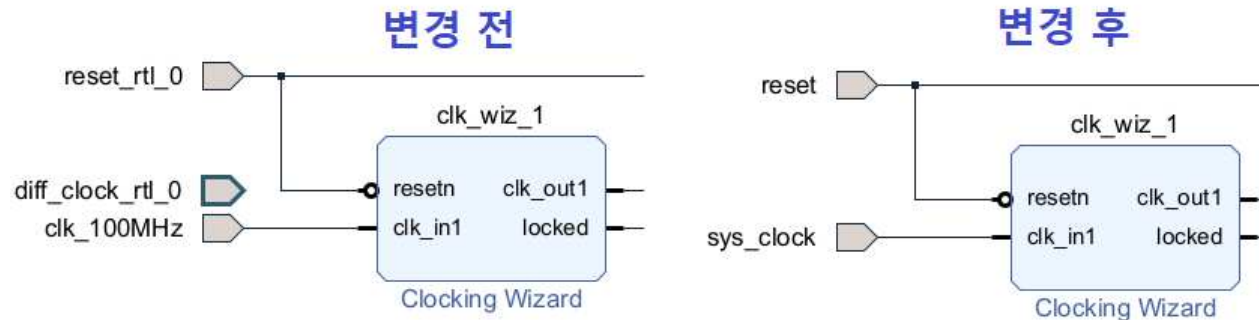 변경 전
reset_rtl_0
clk_wiz_1
diff_clock_rtl_0
resetn
clk_out1
clk_100MHz
clk_in1
locked
Clocking Wizard
변경 후
reset
clk_wiz_1
resetn
clk_out1
sys_clock
clk_in1
locked
Clocking Wizard